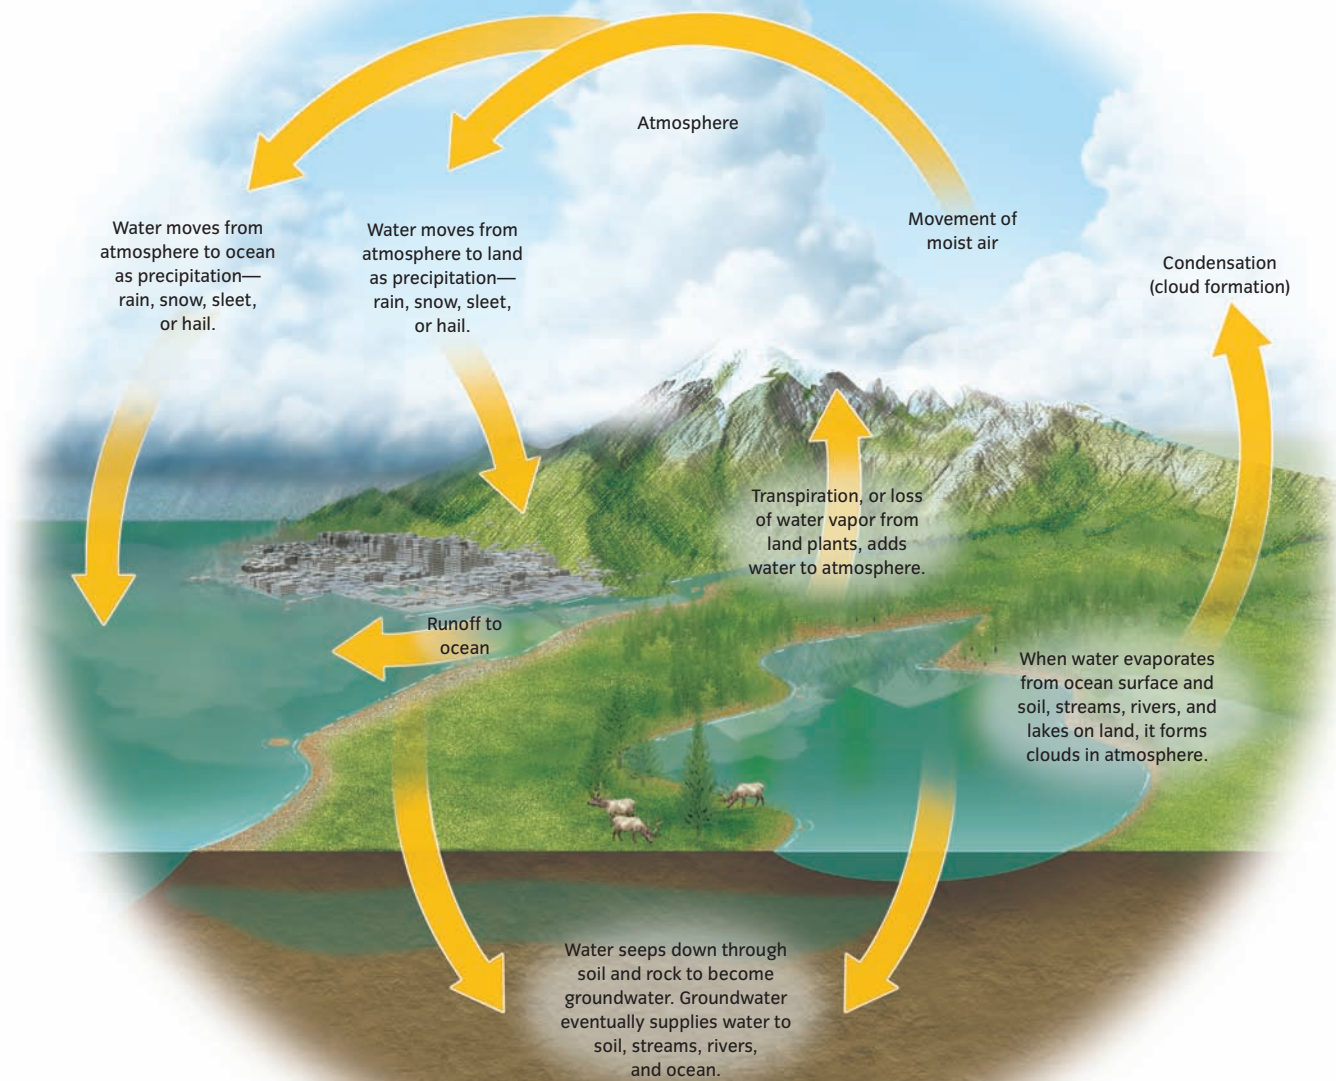 Atmosphere
Movement of
moist air
Water moves from
atmosphere to ocean
as precipitation—
rain, snow, sleet,
or hail.
Water moves from
atmosphere to land
as precipitation—
rain, snow, sleet,
or hail.
Condensation
(cloud formation)
Transpiration, or loss
of water vapor from
land plants, adds
water to atmosphere.
Runoff to
ocean
When water evaporates
from ocean surface and
soil, streams, rivers, and
lakes on land, it forms
clouds in atmosphere.
Water seeps down through
soil and rock to become
groundwater. Groundwater
eventually supplies water to
soil, streams, rivers,
and ocean.